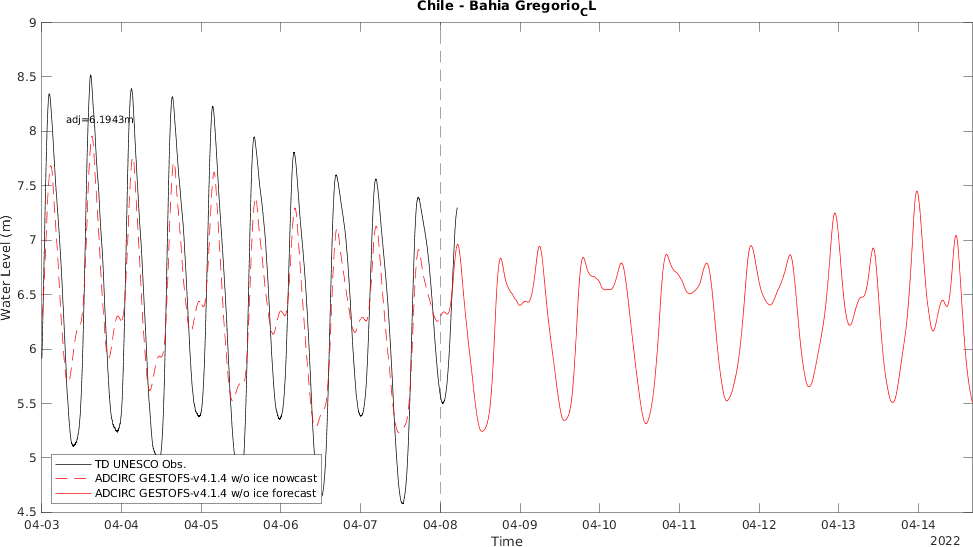 Chile - Bahia Gregorio_CL
9
8.5
8
7.5
7
6.5
6
5.5
5
4.5
Water Level (m)
adj=6.1943m
TD UNESCO Obs.
ADCIRC GESTOFS-v4.1.4 w/o ice nowcast
ADCIRC GESTOFS-v4.1.4 w/o ice forecast
04-03 04-04 04-05 04-06 04-07 04-08 04-09 04-10 04-11 04-12 04-13 04-14
Time
2022